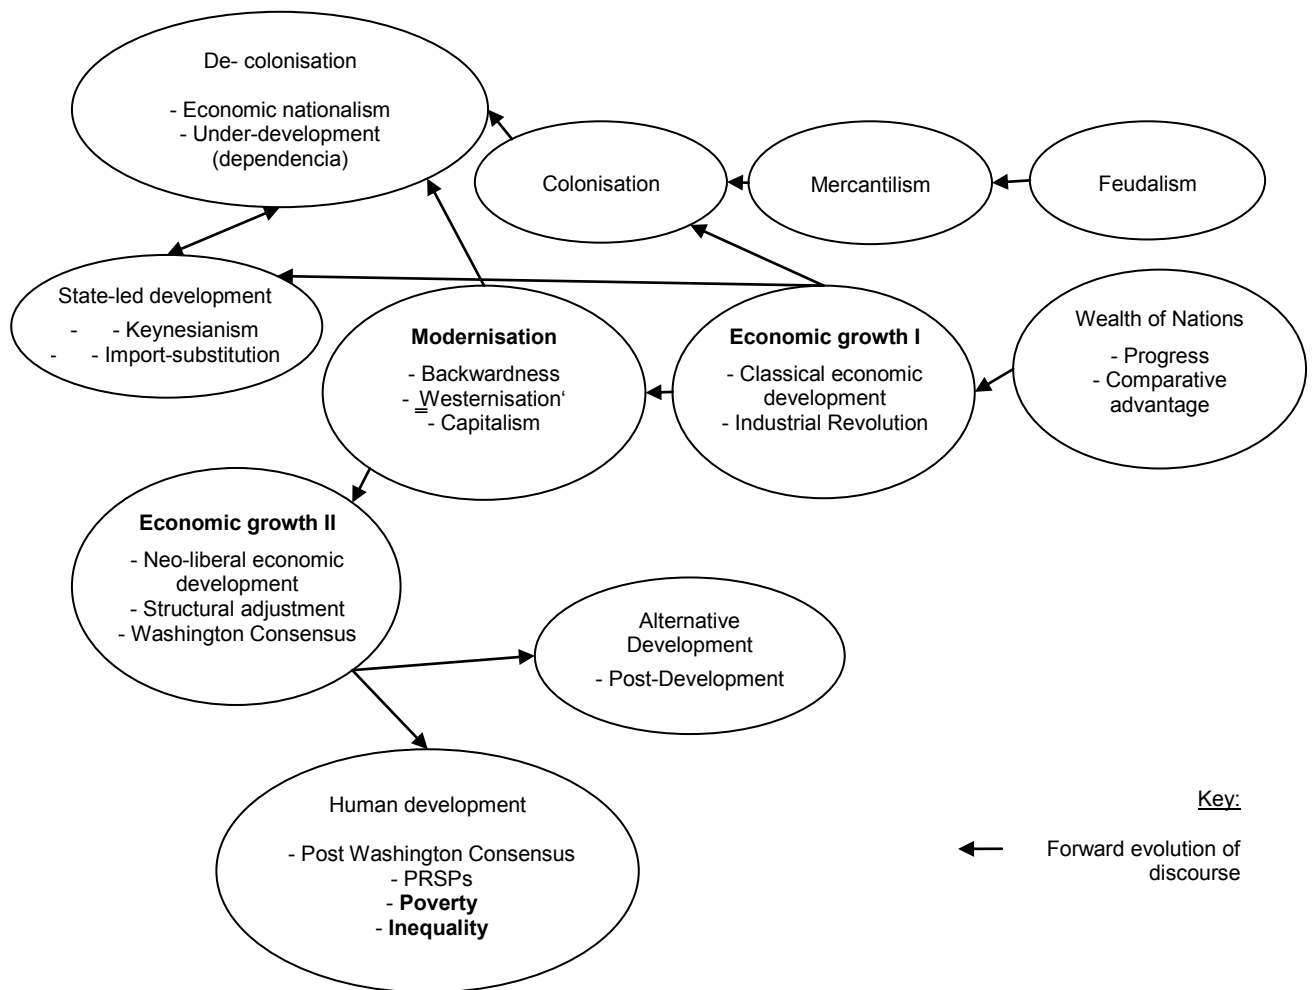 De- colonisation
- Economic nationalism
- Under-development
(dependencia)
Colonisation
Mercantilism
Feudalism
State-led development
- - Keynesianism
- - Import-substitution
Modernisation
- Backwardness
- ‗Westernisation‘
- Capitalism
Economic growth I
- Classical economic
development
- Industrial Revolution
Wealth of Nations
- Progress
- Comparative
advantage
Economic growth II
- Neo-liberal economic
development
- Structural adjustment
- Washington Consensus
Alternative
Development
- Post-Development
Human development
- Post Washington Consensus
- PRSPs
- Poverty
- Inequality
Key:
Forward evolution of
discourse